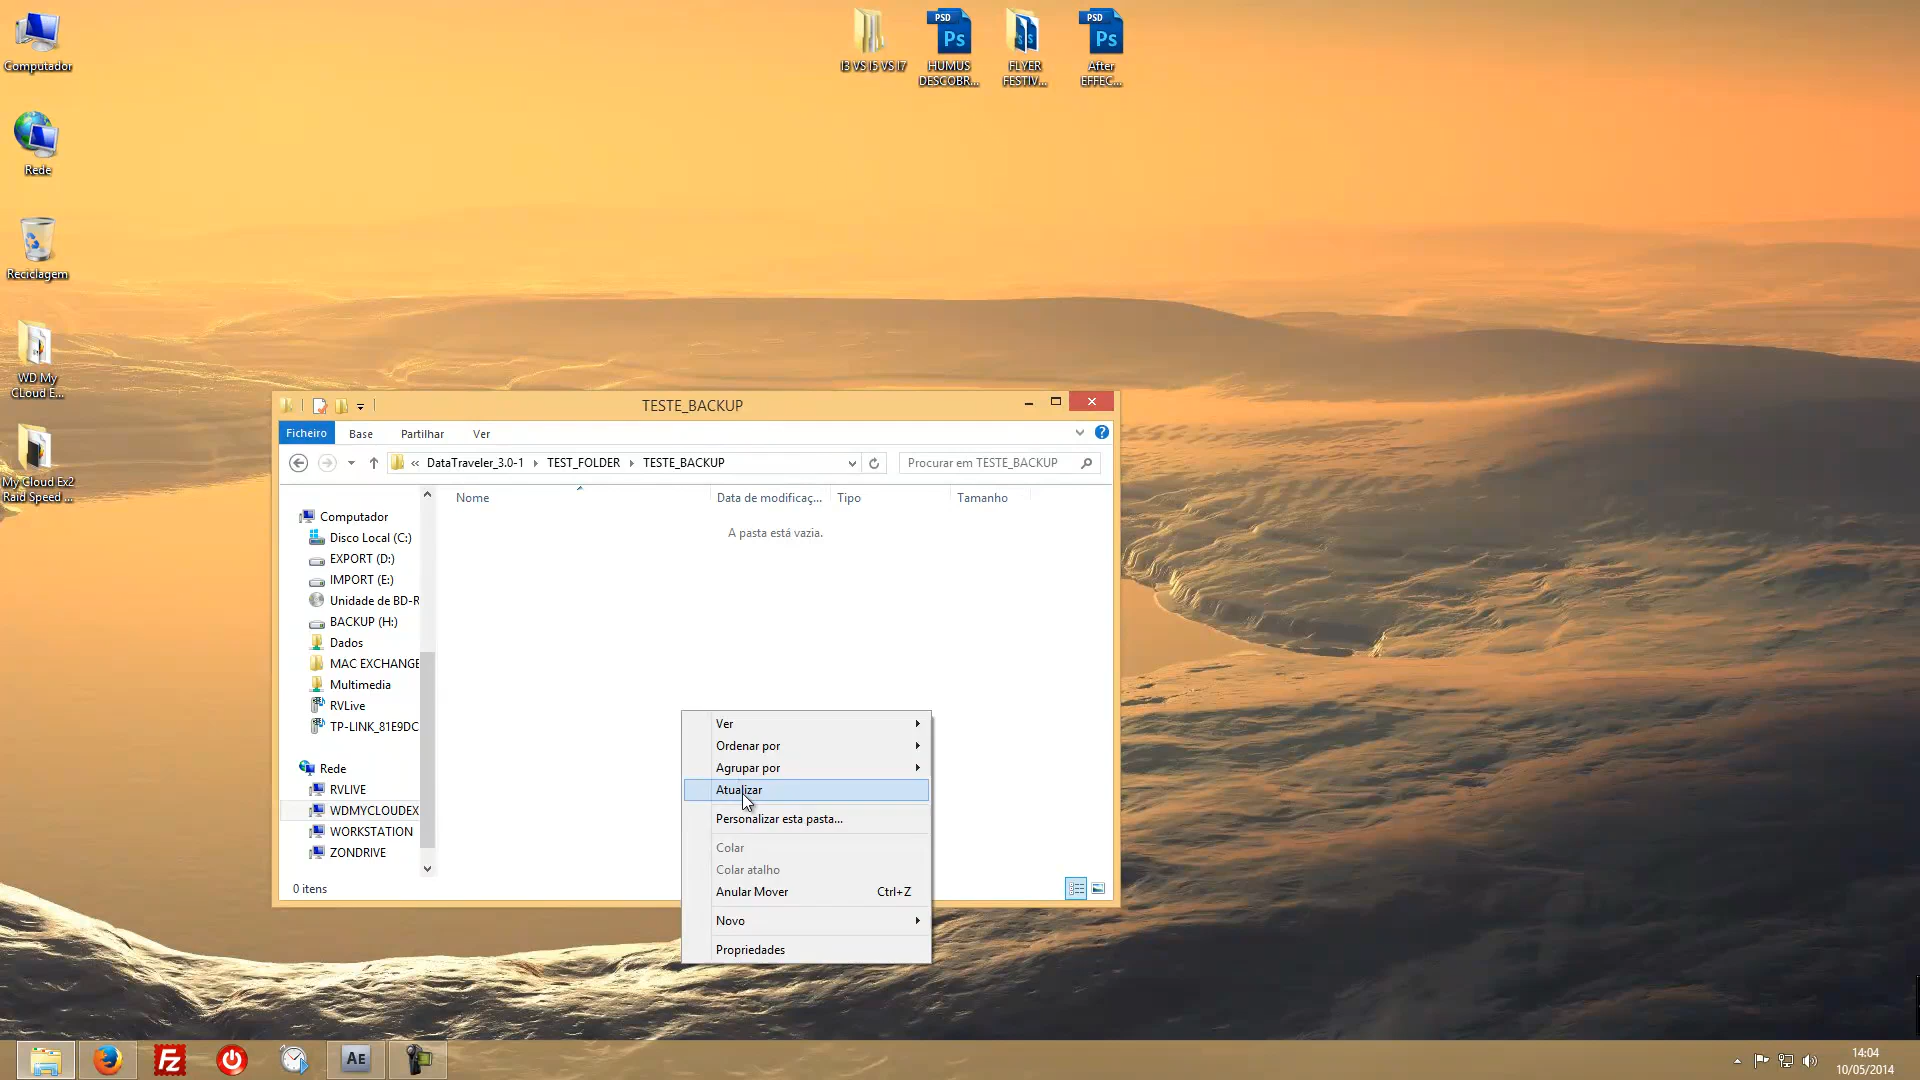 Computador
Rede
Reciclagem
WD My
CLoud E...
My Cloud Ex2
Raid Speed ...
I3 VS I5 VS I7
PSD
Ps
HUMUS
DESCOBR...
FLYER
FESTIV...
PSD
Ps
After
EFFEC...
TESTE_BACKUP
Ficheiro
Base
Partilhar
Ver
DataTraveler_3.0-1
TEST_FOLDER
TESTE_BACKUP
Procurar em TESTE_BACKUP
Nome
Data de modificaç...
Tipo
Tamanho
A pasta está vazia.
Computador
Disco Local (C:)
EXPORT (D:)
IMPORT (E:)
Unidade de BD-R
BACKUP (H:)
Dados
MAC EXCHANGE
Multimedia
RVLive
TP-LINK_81E9DC
Rede
RVLIVE
WDMYCLOUDEX
WORKSTATION
ZONDRIVE
0 itens
Ver
Ordenar por
Agrupar por
Atualizar
Personalizar esta pasta...
Colar
Colar atalho
Anular Mover Ctrl+Z
Novo
Propriedades
Fz
AE
14:04
10/05/2014